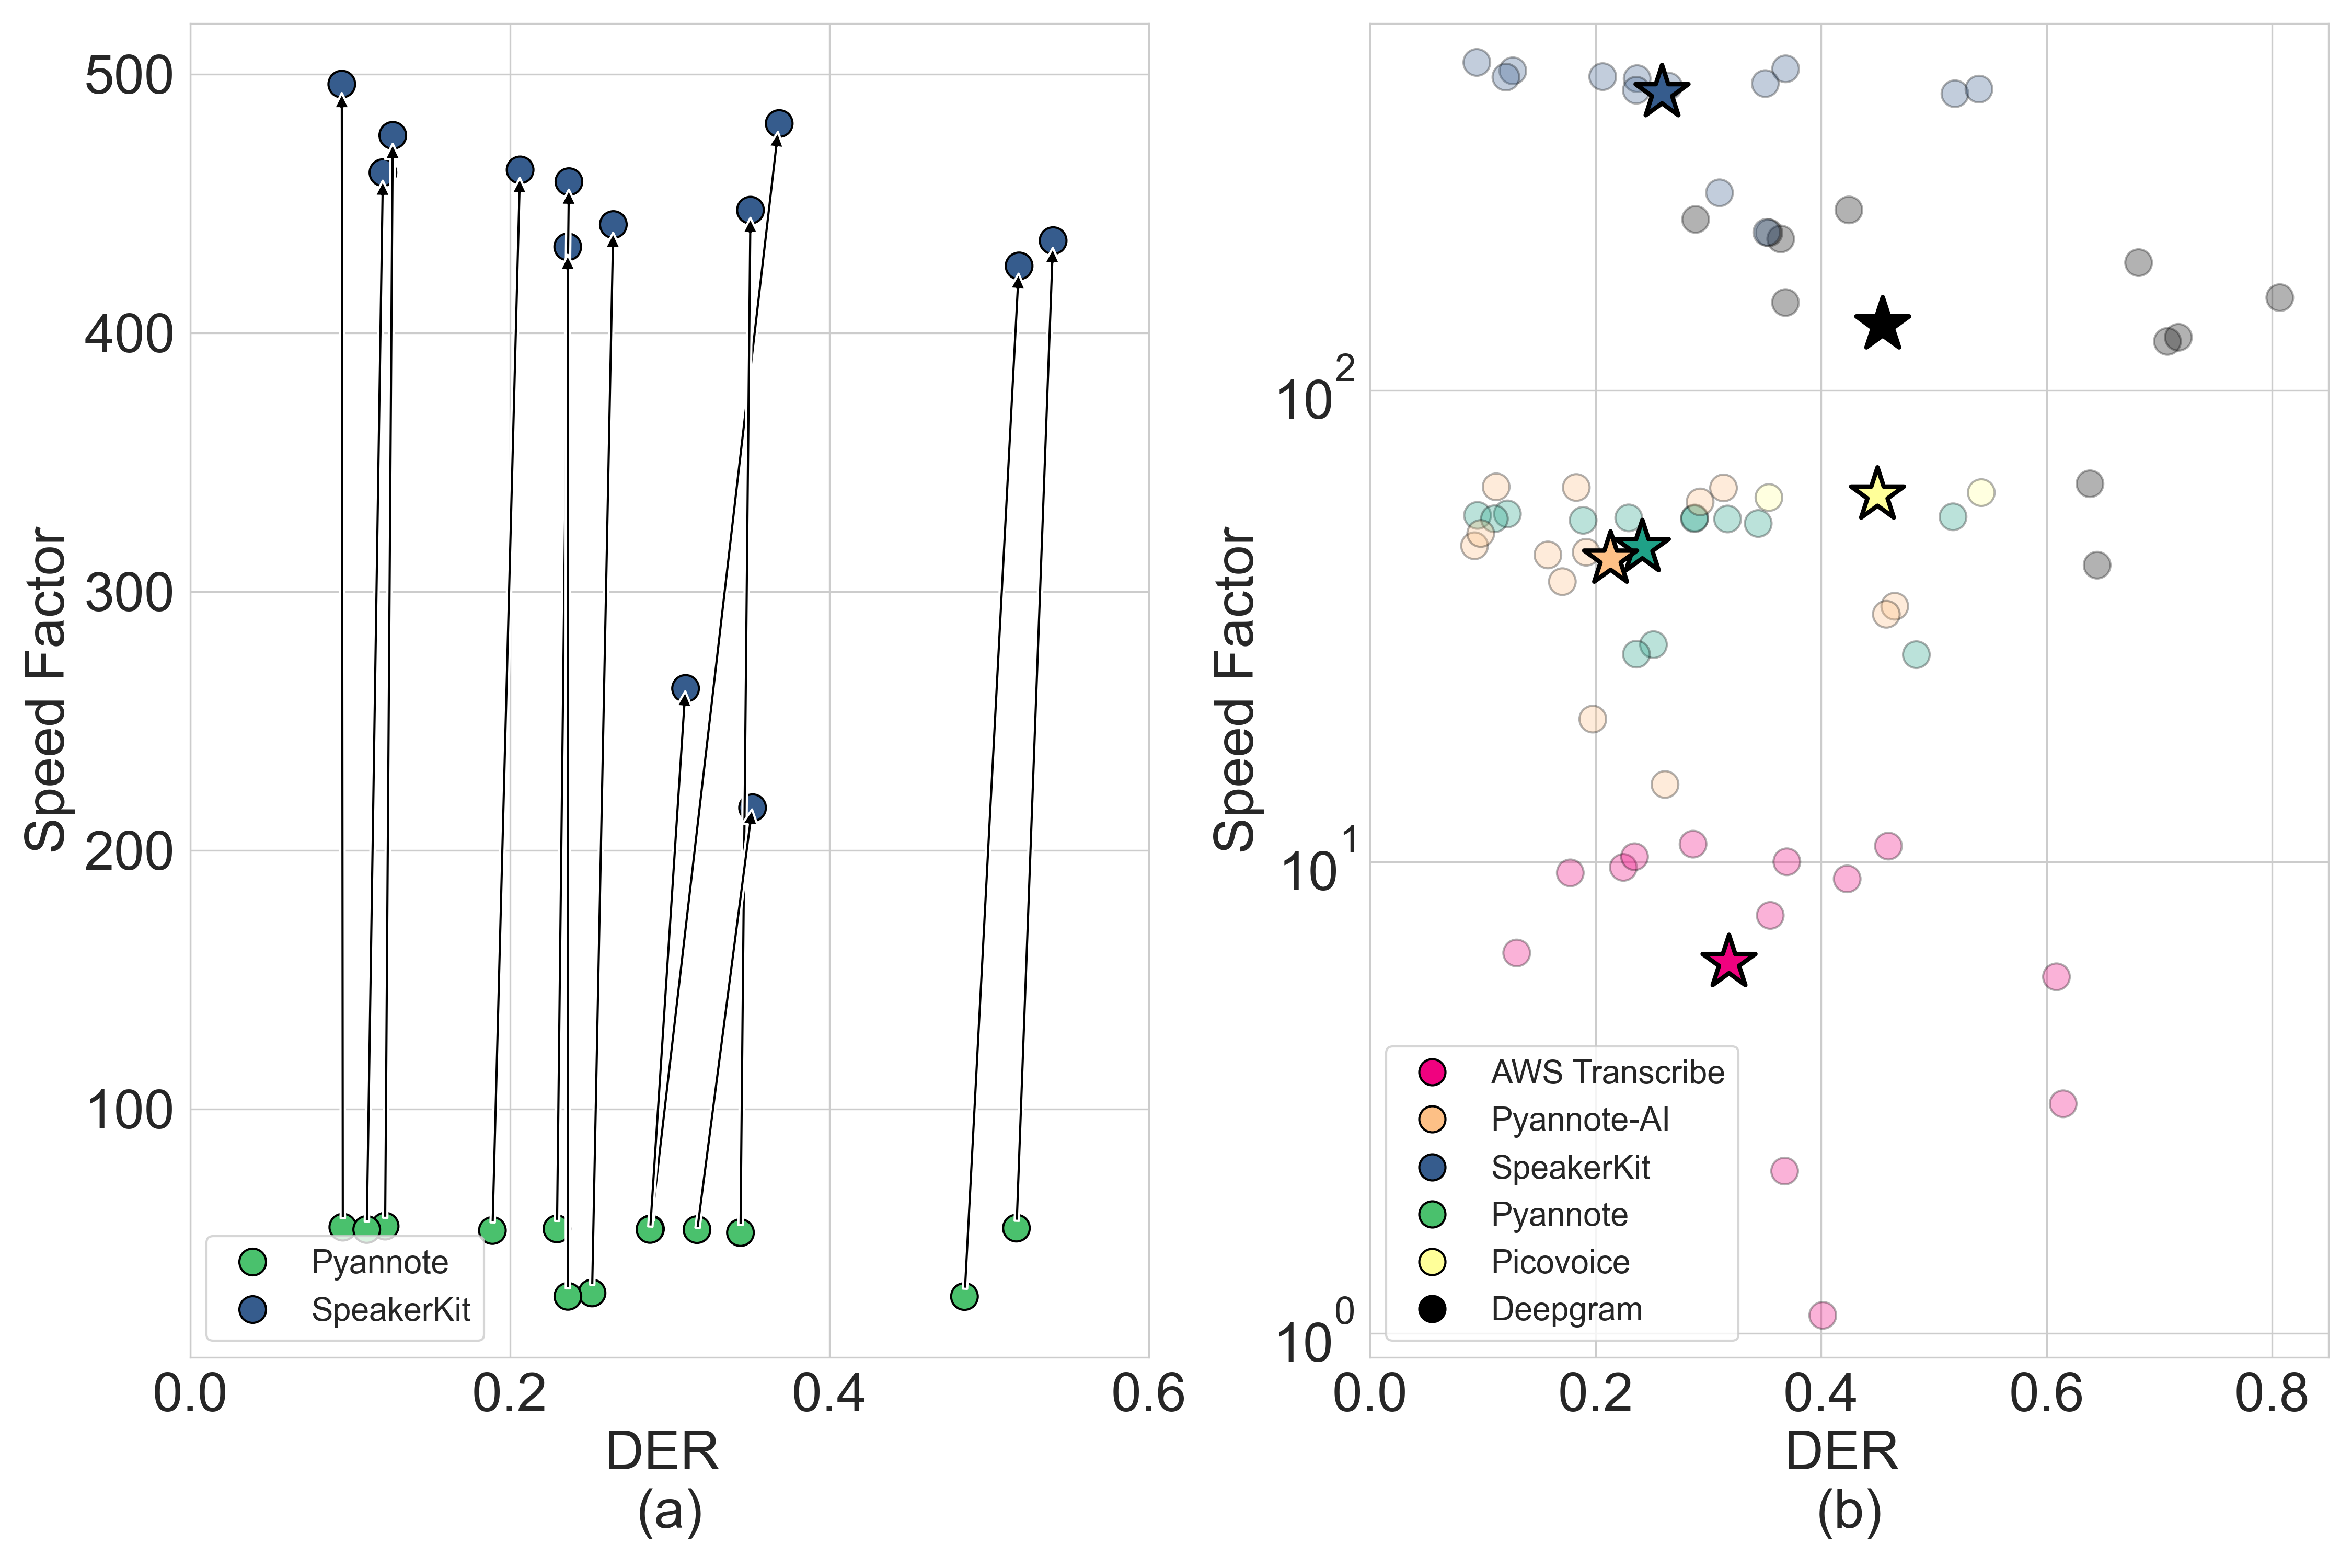 500
400
300
200
100
Speed Factor
Pyannote
SpeakerKit
0.0
0.2
0.4
0.6
DER
(a)
10^2
10^1
10^0
Speed Factor
AWS Transcribe
Pyannote-AI
SpeakerKit
Pyannote
Picovoice
Deepgram
0.0
0.2
0.4
0.6
0.8
DER
(b)